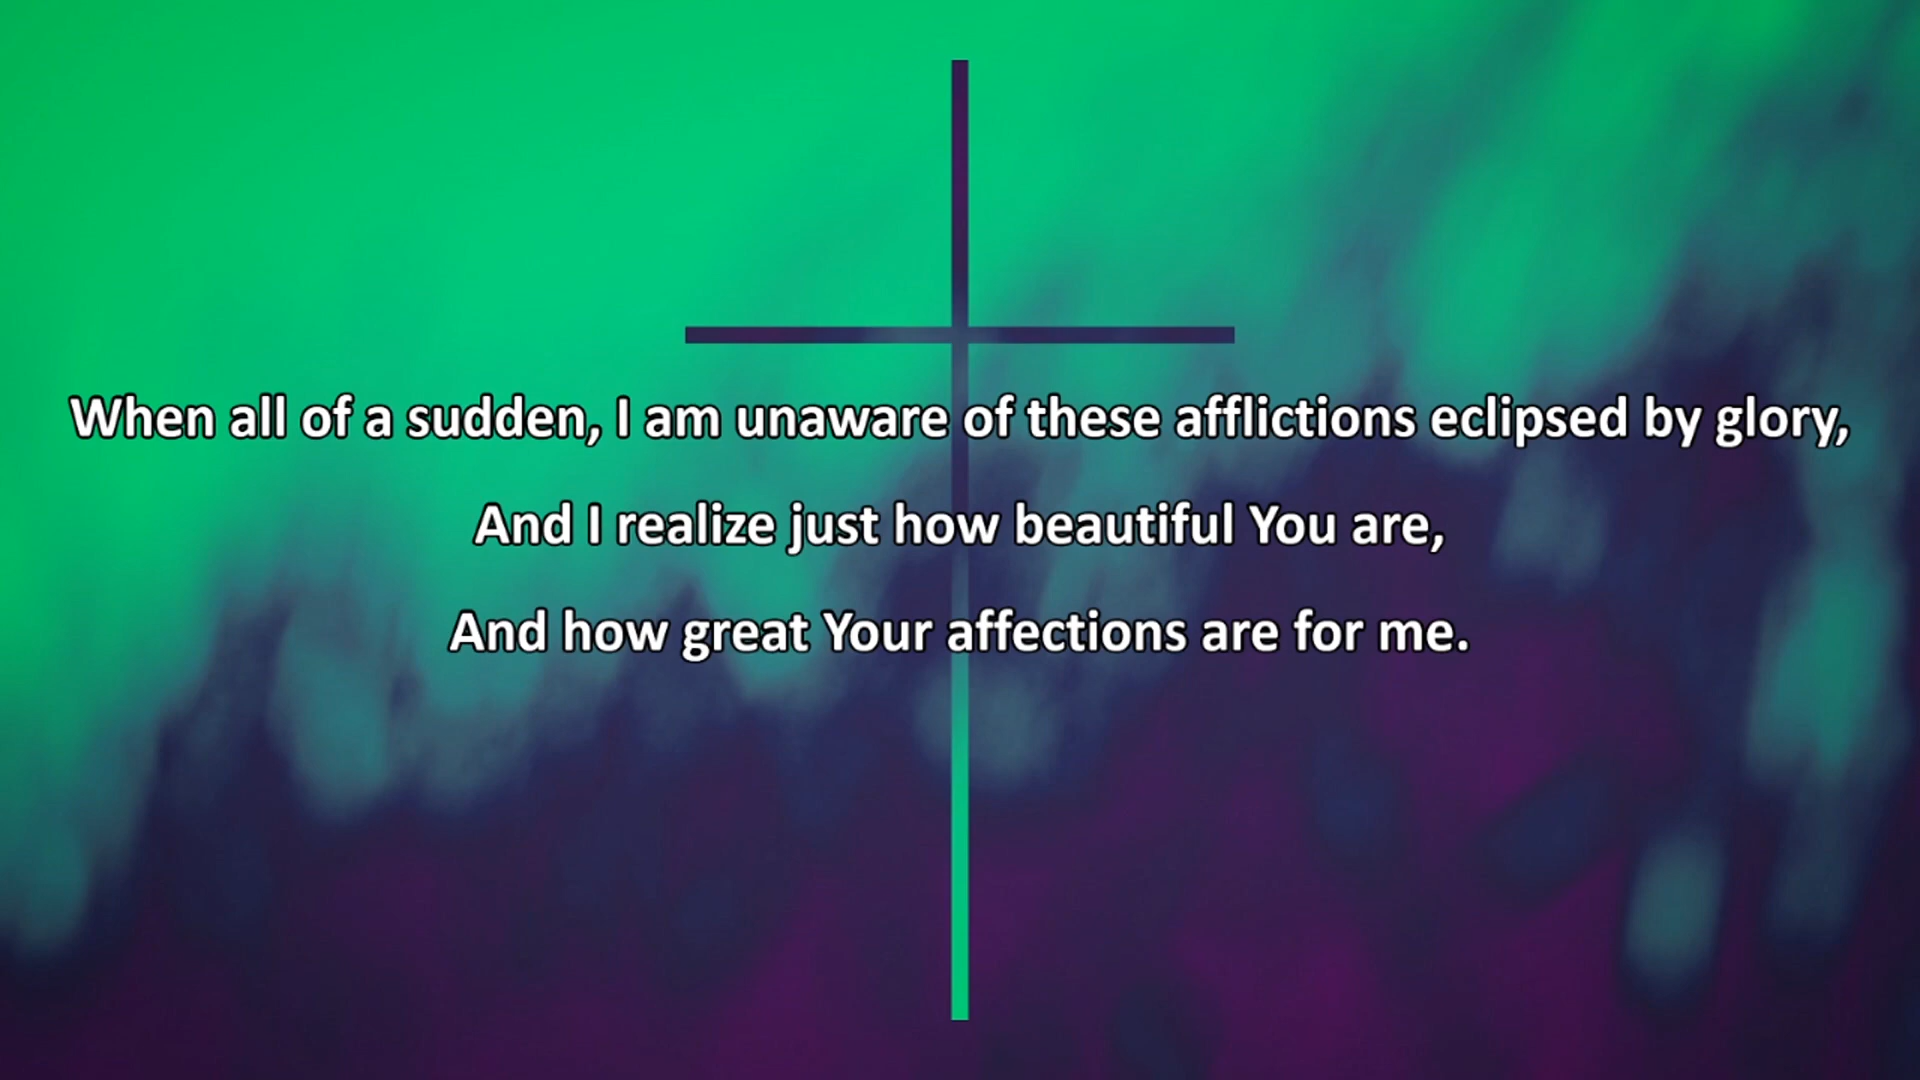 When all of a sudden, I am unaware of these afflictions eclipsed by glory,
And I realize just how beautiful You are,
And how great Your affections are for me.